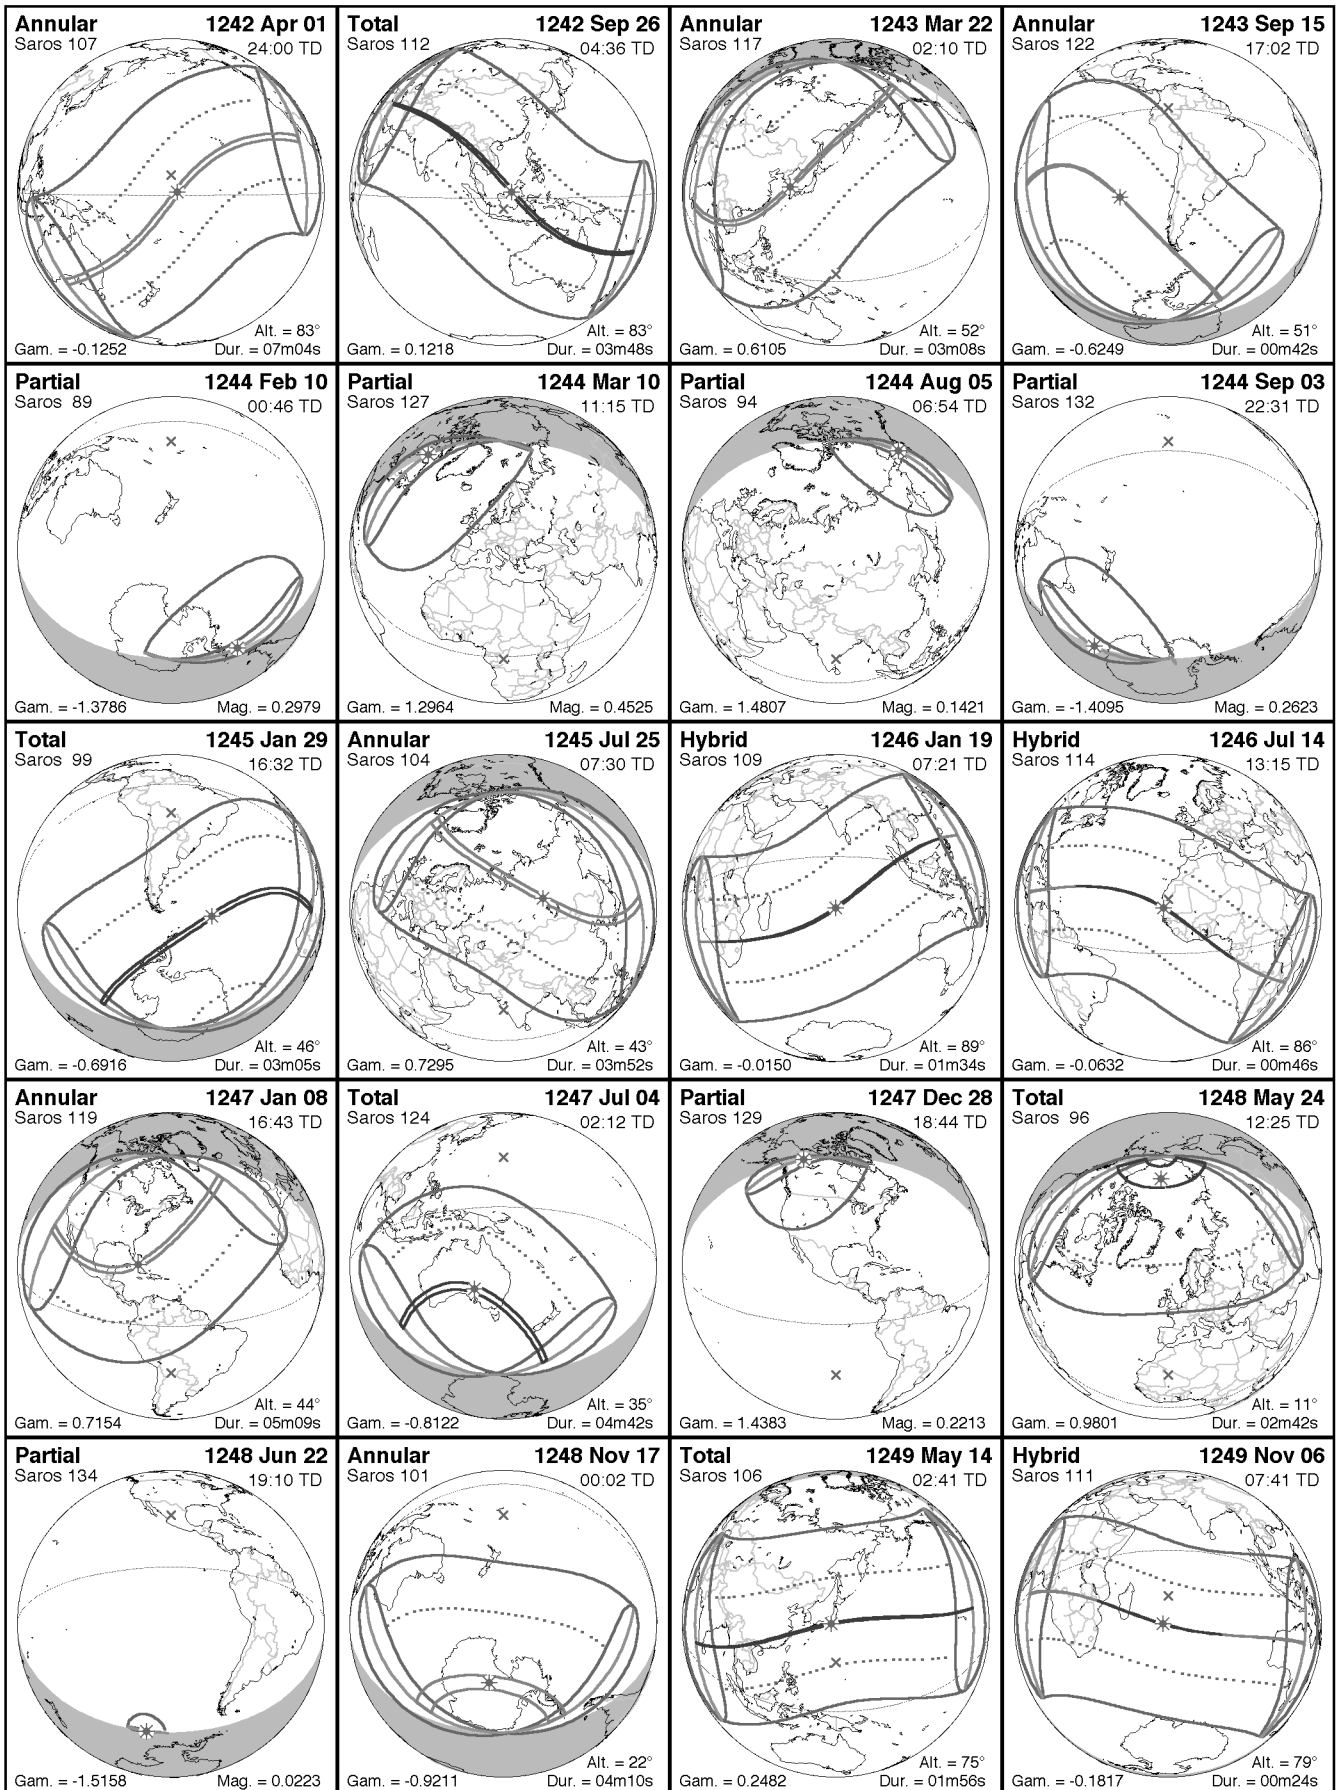 Annular 1242 Apr 01
Saros 107 24:00 TD
Alt. = 83°
Gam. = -0.1252 Dur. = 07m04s
Total 1242 Sep 26
Saros 112 04:36 TD
Alt. = 83°
Gam. = 0.1218 Dur. = 03m48s
Annular 1243 Mar 22
Saros 117 02:10 TD
Alt. = 52°
Gam. = 0.6105 Dur. = 03m08s
Annular 1243 Sep 15
Saros 122 17:02 TD
Alt. = 51°
Gam. = -0.6249 Dur. = 00m42s
Partial 1244 Feb 10
Saros 89 00:46 TD
Gam. = -1.3786 Mag. = 0.2979
Partial 1244 Mar 10
Saros 127 11:15 TD
Gam. = 1.2964 Mag. = 0.4525
Partial 1244 Aug 05
Saros 94 06:54 TD
Gam. = 1.4807 Mag. = 0.1421
Partial 1244 Sep 03
Saros 132 22:31 TD
Gam. = -1.4095 Mag. = 0.2623
Total 1245 Jan 29
Saros 99 16:32 TD
Alt. = 46°
Gam. = -0.6916 Dur. = 03m05s
Annular 1245 Jul 25
Saros 104 07:30 TD
Alt. = 43°
Gam. = 0.7295 Dur. = 03m52s
Hybrid 1246 Jan 19
Saros 109 07:21 TD
Alt. = 89°
Gam. = -0.0150 Dur. = 01m34s
Hybrid 1246 Jul 14
Saros 114 13:15 TD
Alt. = 86°
Gam. = -0.0632 Dur. = 00m46s
Annular 1247 Jan 08
Saros 119 16:43 TD
Alt. = 44°
Gam. = 0.7154 Dur. = 05m09s
Total 1247 Jul 04
Saros 124 02:12 TD
Alt. = 35°
Gam. = -0.8122 Dur. = 04m42s
Partial 1247 Dec 28
Saros 129 18:44 TD
Gam. = 1.4383 Mag. = 0.2213
Total 1248 May 24
Saros 96 12:25 TD
Alt. = 11°
Gam. = 0.9801 Dur. = 02m42s
Partial 1248 Jun 22
Saros 134 19:10 TD
Gam. = -1.5158 Mag. = 0.0223
Annular 1248 Nov 17
Saros 101 00:02 TD
Alt. = 22°
Gam. = -0.9211 Dur. = 04m10s
Total 1249 May 14
Saros 106 02:41 TD
Alt. = 75°
Gam. = 0.2482 Dur. = 01m56s
Hybrid 1249 Nov 06
Saros 111 07:41 TD
Alt. = 79°
Gam. = -0.1817 Dur. = 00m24s